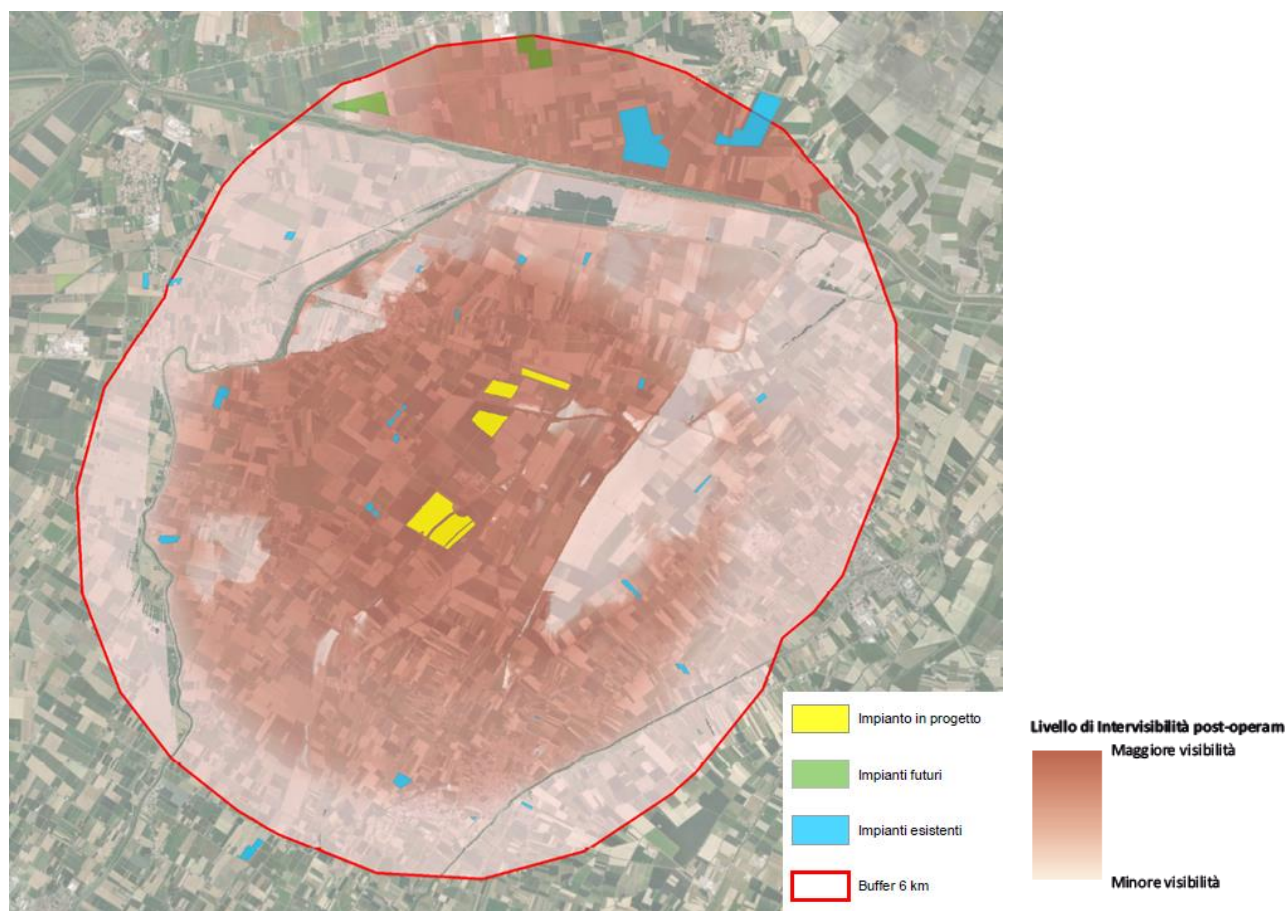 Impianto in progetto
Impianti futuri
Impianti esistenti
Buffer 6 km
Livello di Intervisibilità post-operam
Maggiore visibilità
Minore visibilità